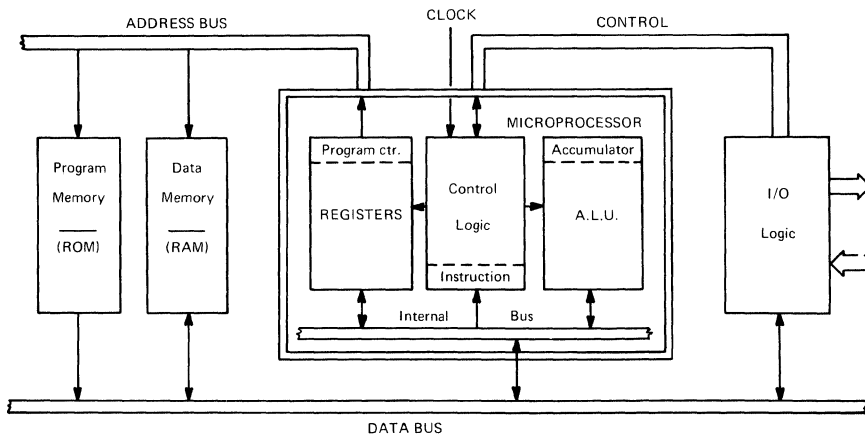 ADDRESS BUS
CLOCK
CONTROL
MICROPROCESSOR
Program
Memory
(ROM)
Data
Memory
(RAM)
Program ctr.
REGISTERS
Control
Logic
Instruction
Accumulator
A.L.U.
I/O
Logic
Internal Bus
DATA BUS